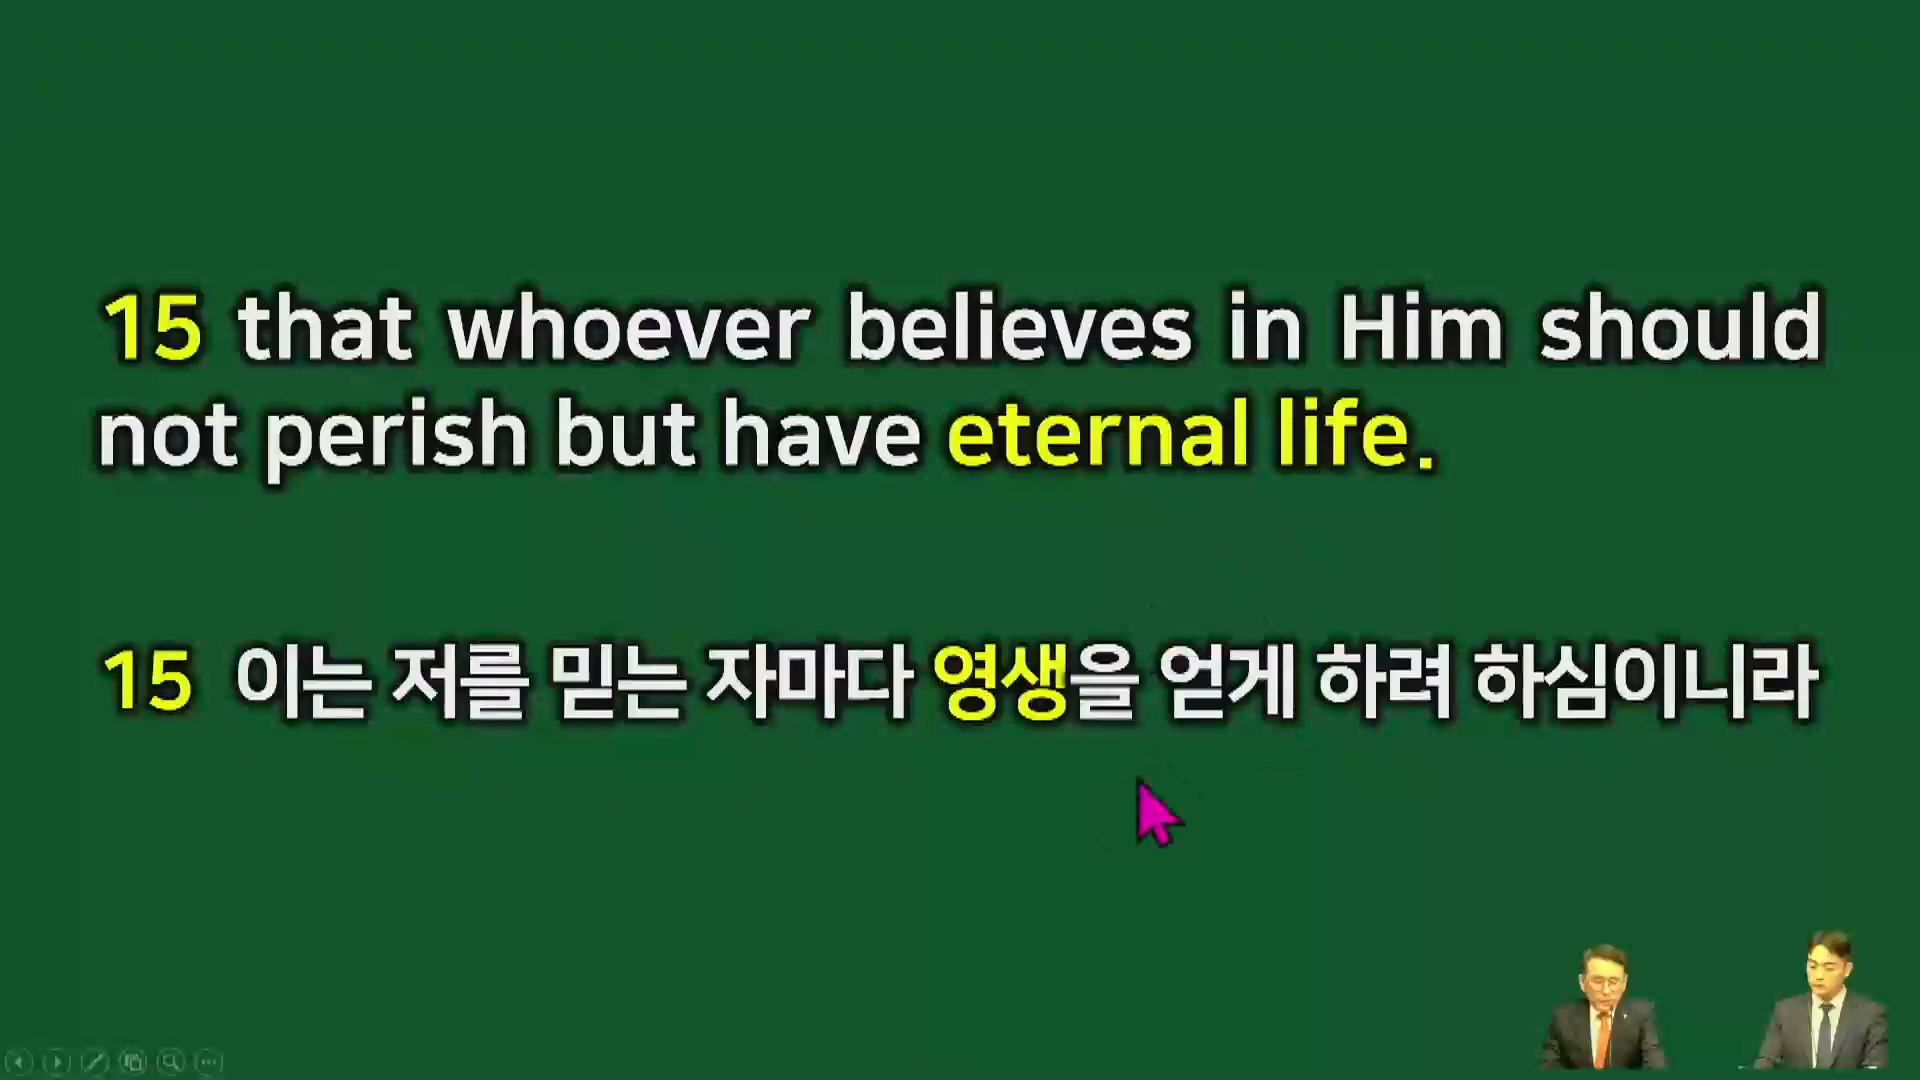 15 that whoever believes in Him should
not perish but have eternal life.
15 이는 저를 믿는 자마다 영생을 얻게 하려 하심이니라